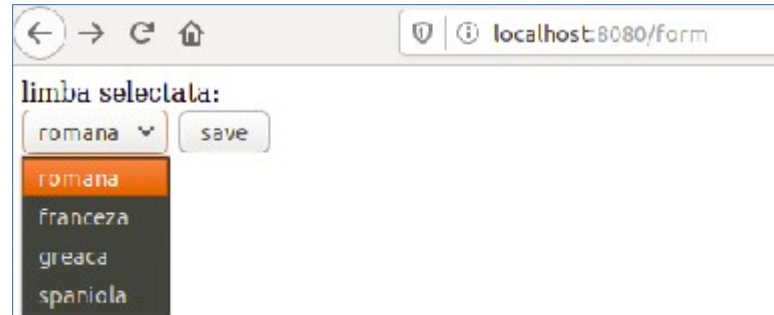 localhost:8080/form
limba selectata:
romana save
romana
franceza
greaca
spaniola